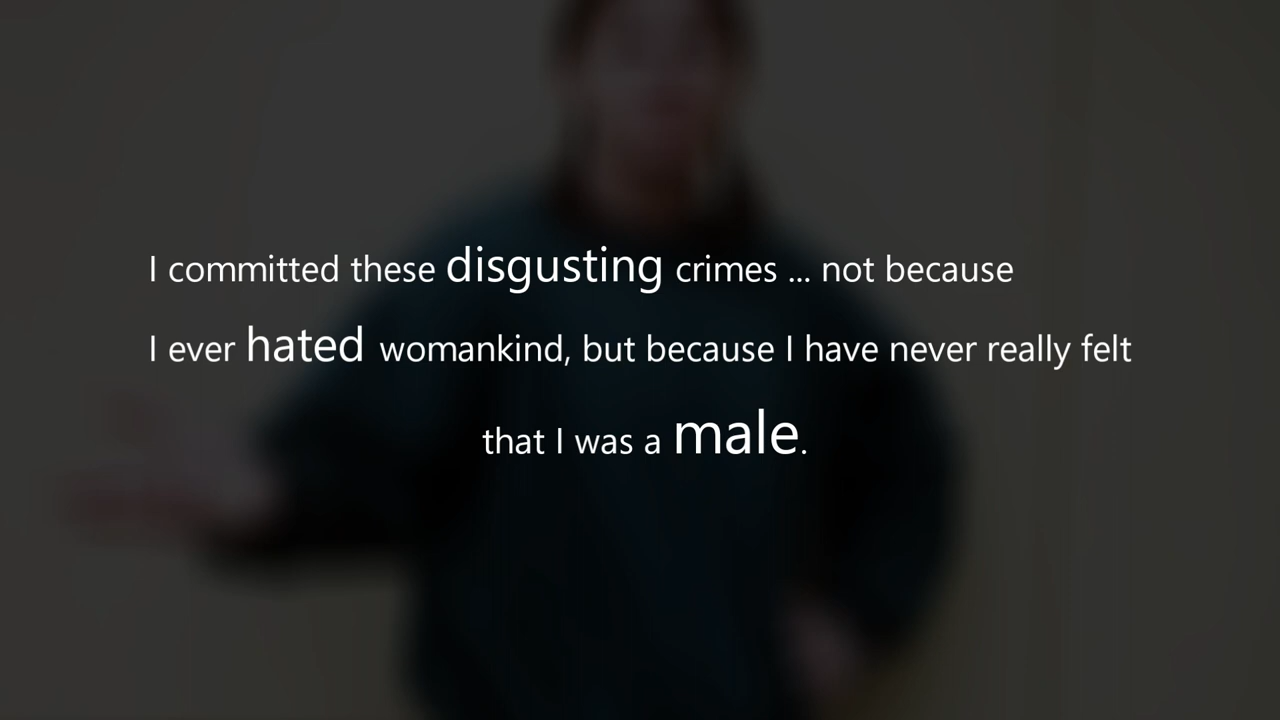 I committed these disgusting crimes ... not because
I ever hated womankind, but because I have never really felt
that I was a male.